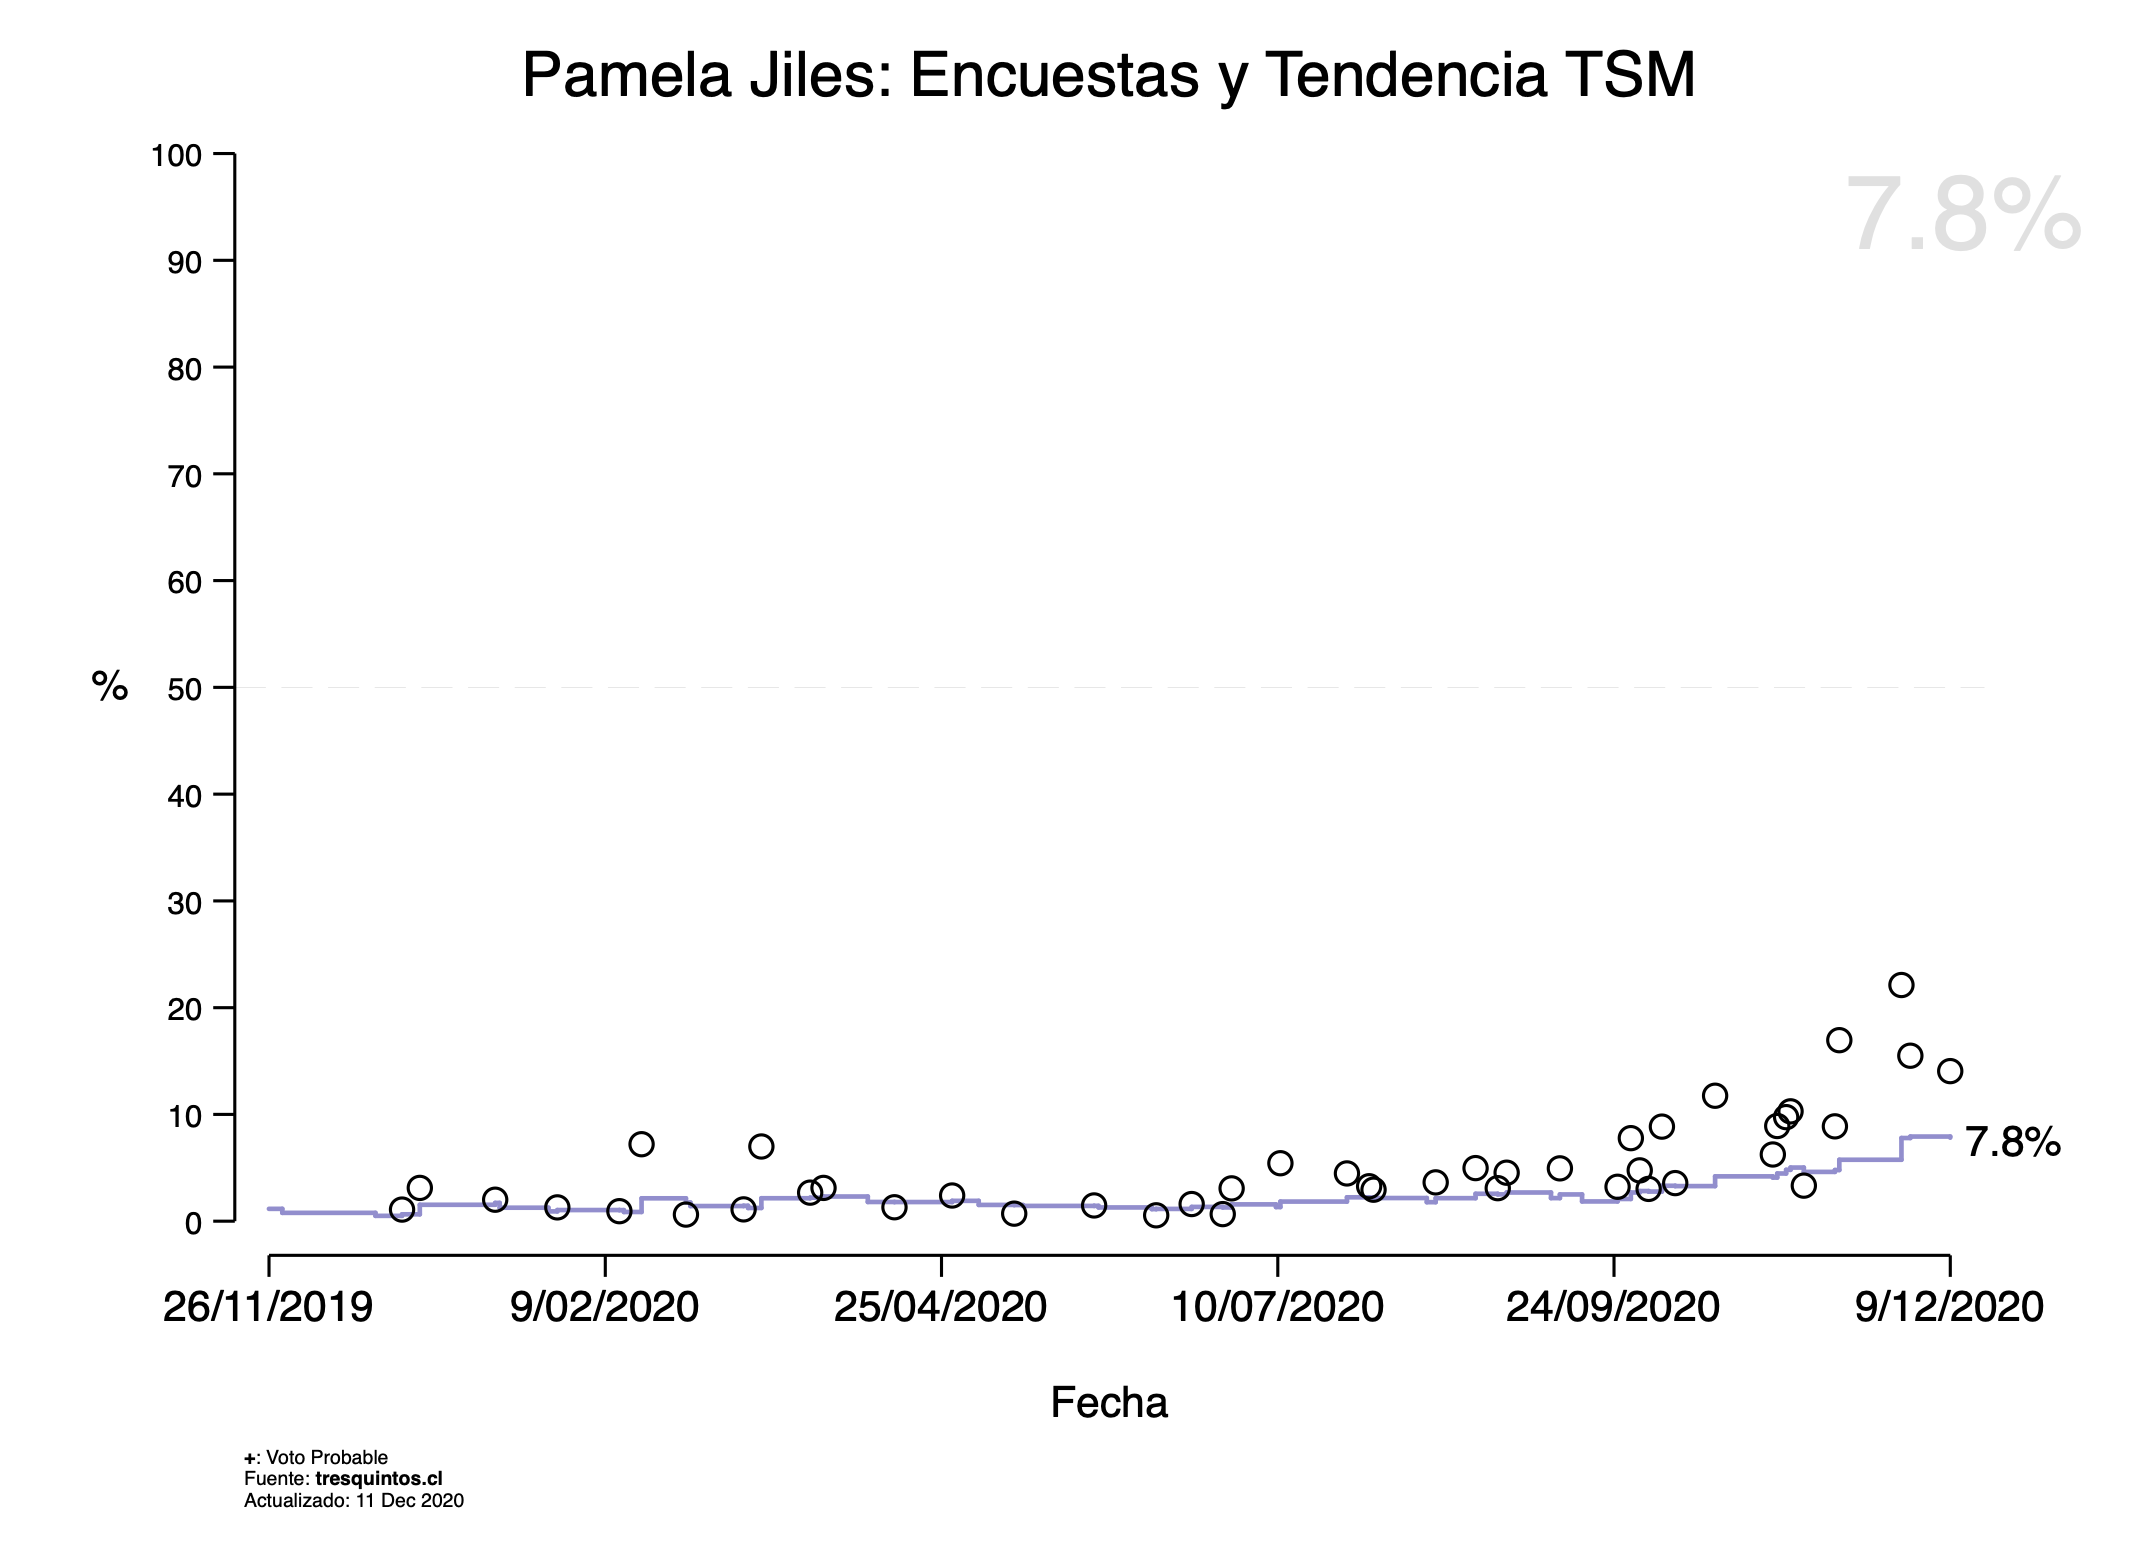 Pamela Jiles: Encuestas y Tendencia TSM
7.8%
100
90
80
70
60
% 50
40
30
20
10
0
7.8%
26/11/2019 9/02/2020 25/04/2020 10/07/2020 24/09/2020 9/12/2020
Fecha
+: Voto Probable
Fuente: tresquintos.cl
Actualizado: 11 Dec 2020